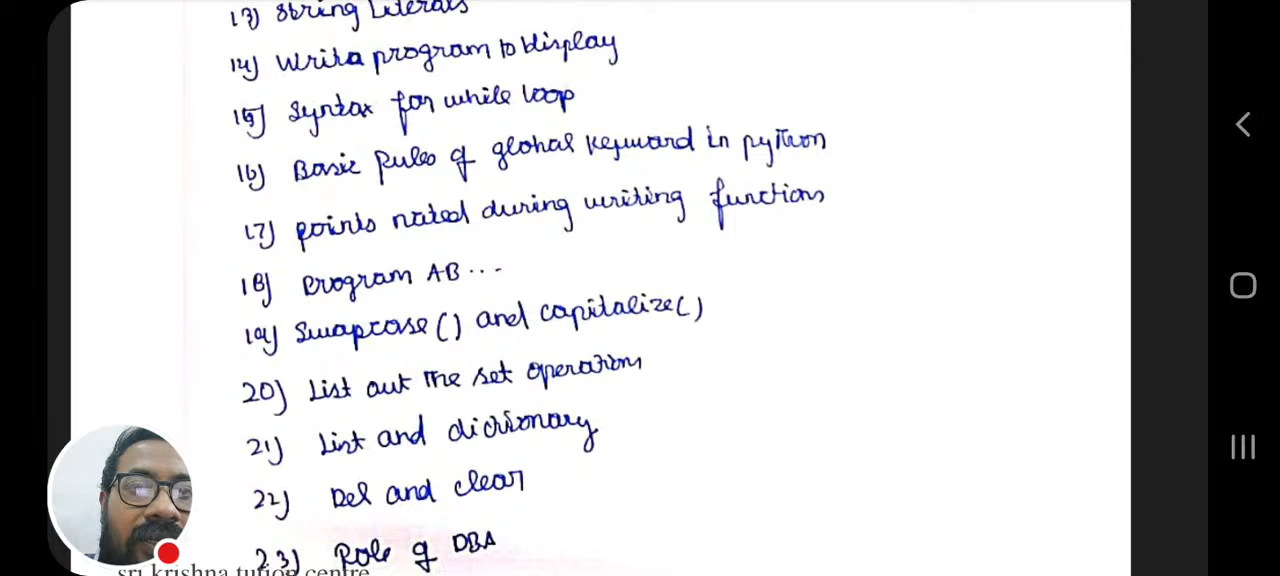 13) String Literals
14) Write program to display
15) Syntax for while loop
16) Basic Rules of global keyword in python
17) points noted during writing functions
18) Program AB...
19) Swapcase() and capitalize()
20) List out the set operations
21) List and dictionary
22) Del and clear
23) Role of DBA
sri krishna tution centre